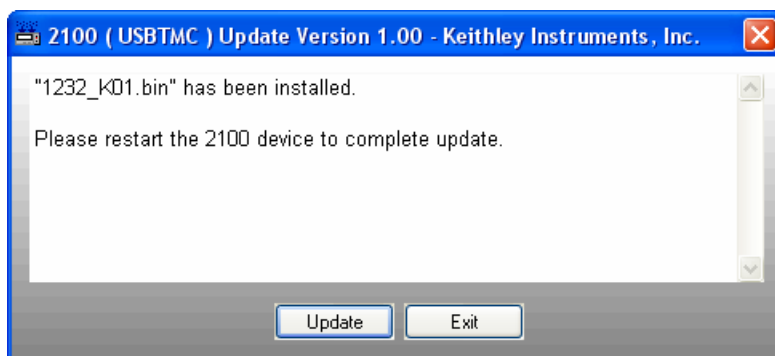 2100 ( USBTMC ) Update Version 1.00 - Keithley Instruments, Inc.
"1232_K01.bin" has been installed.
Please restart the 2100 device to complete update.
Update
Exit